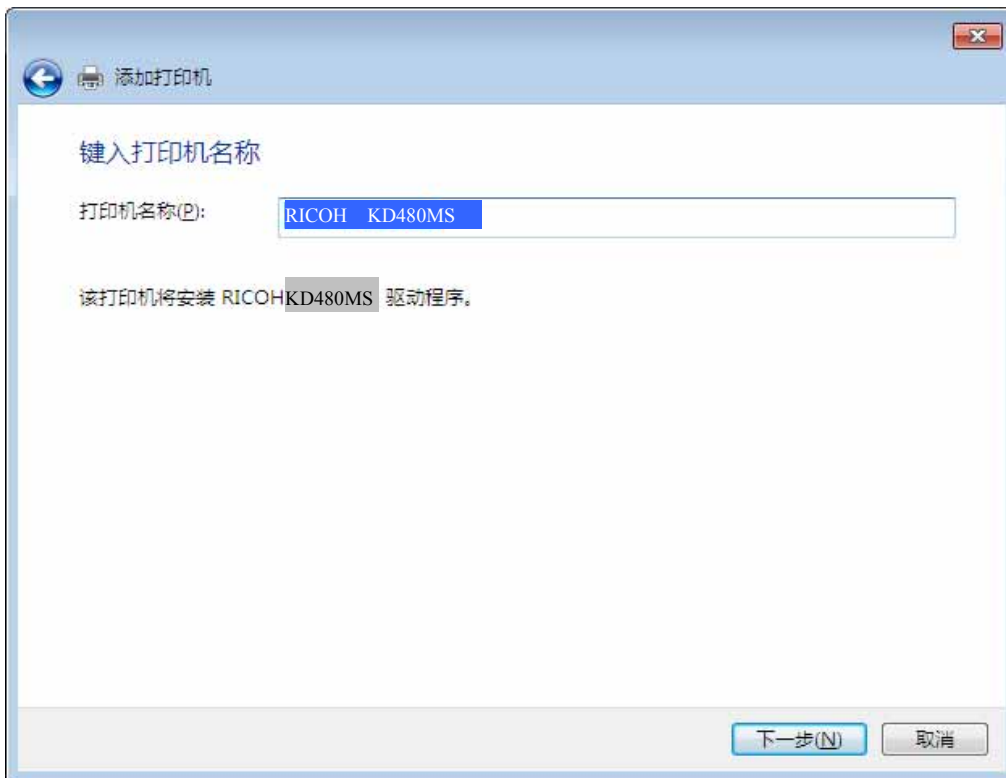 添加打印机
键入打印机名称
打印机名称(P): RICOH KD480MS
该打印机将安装 RICOHKD480MS 驱动程序。
下一步(N) 取消